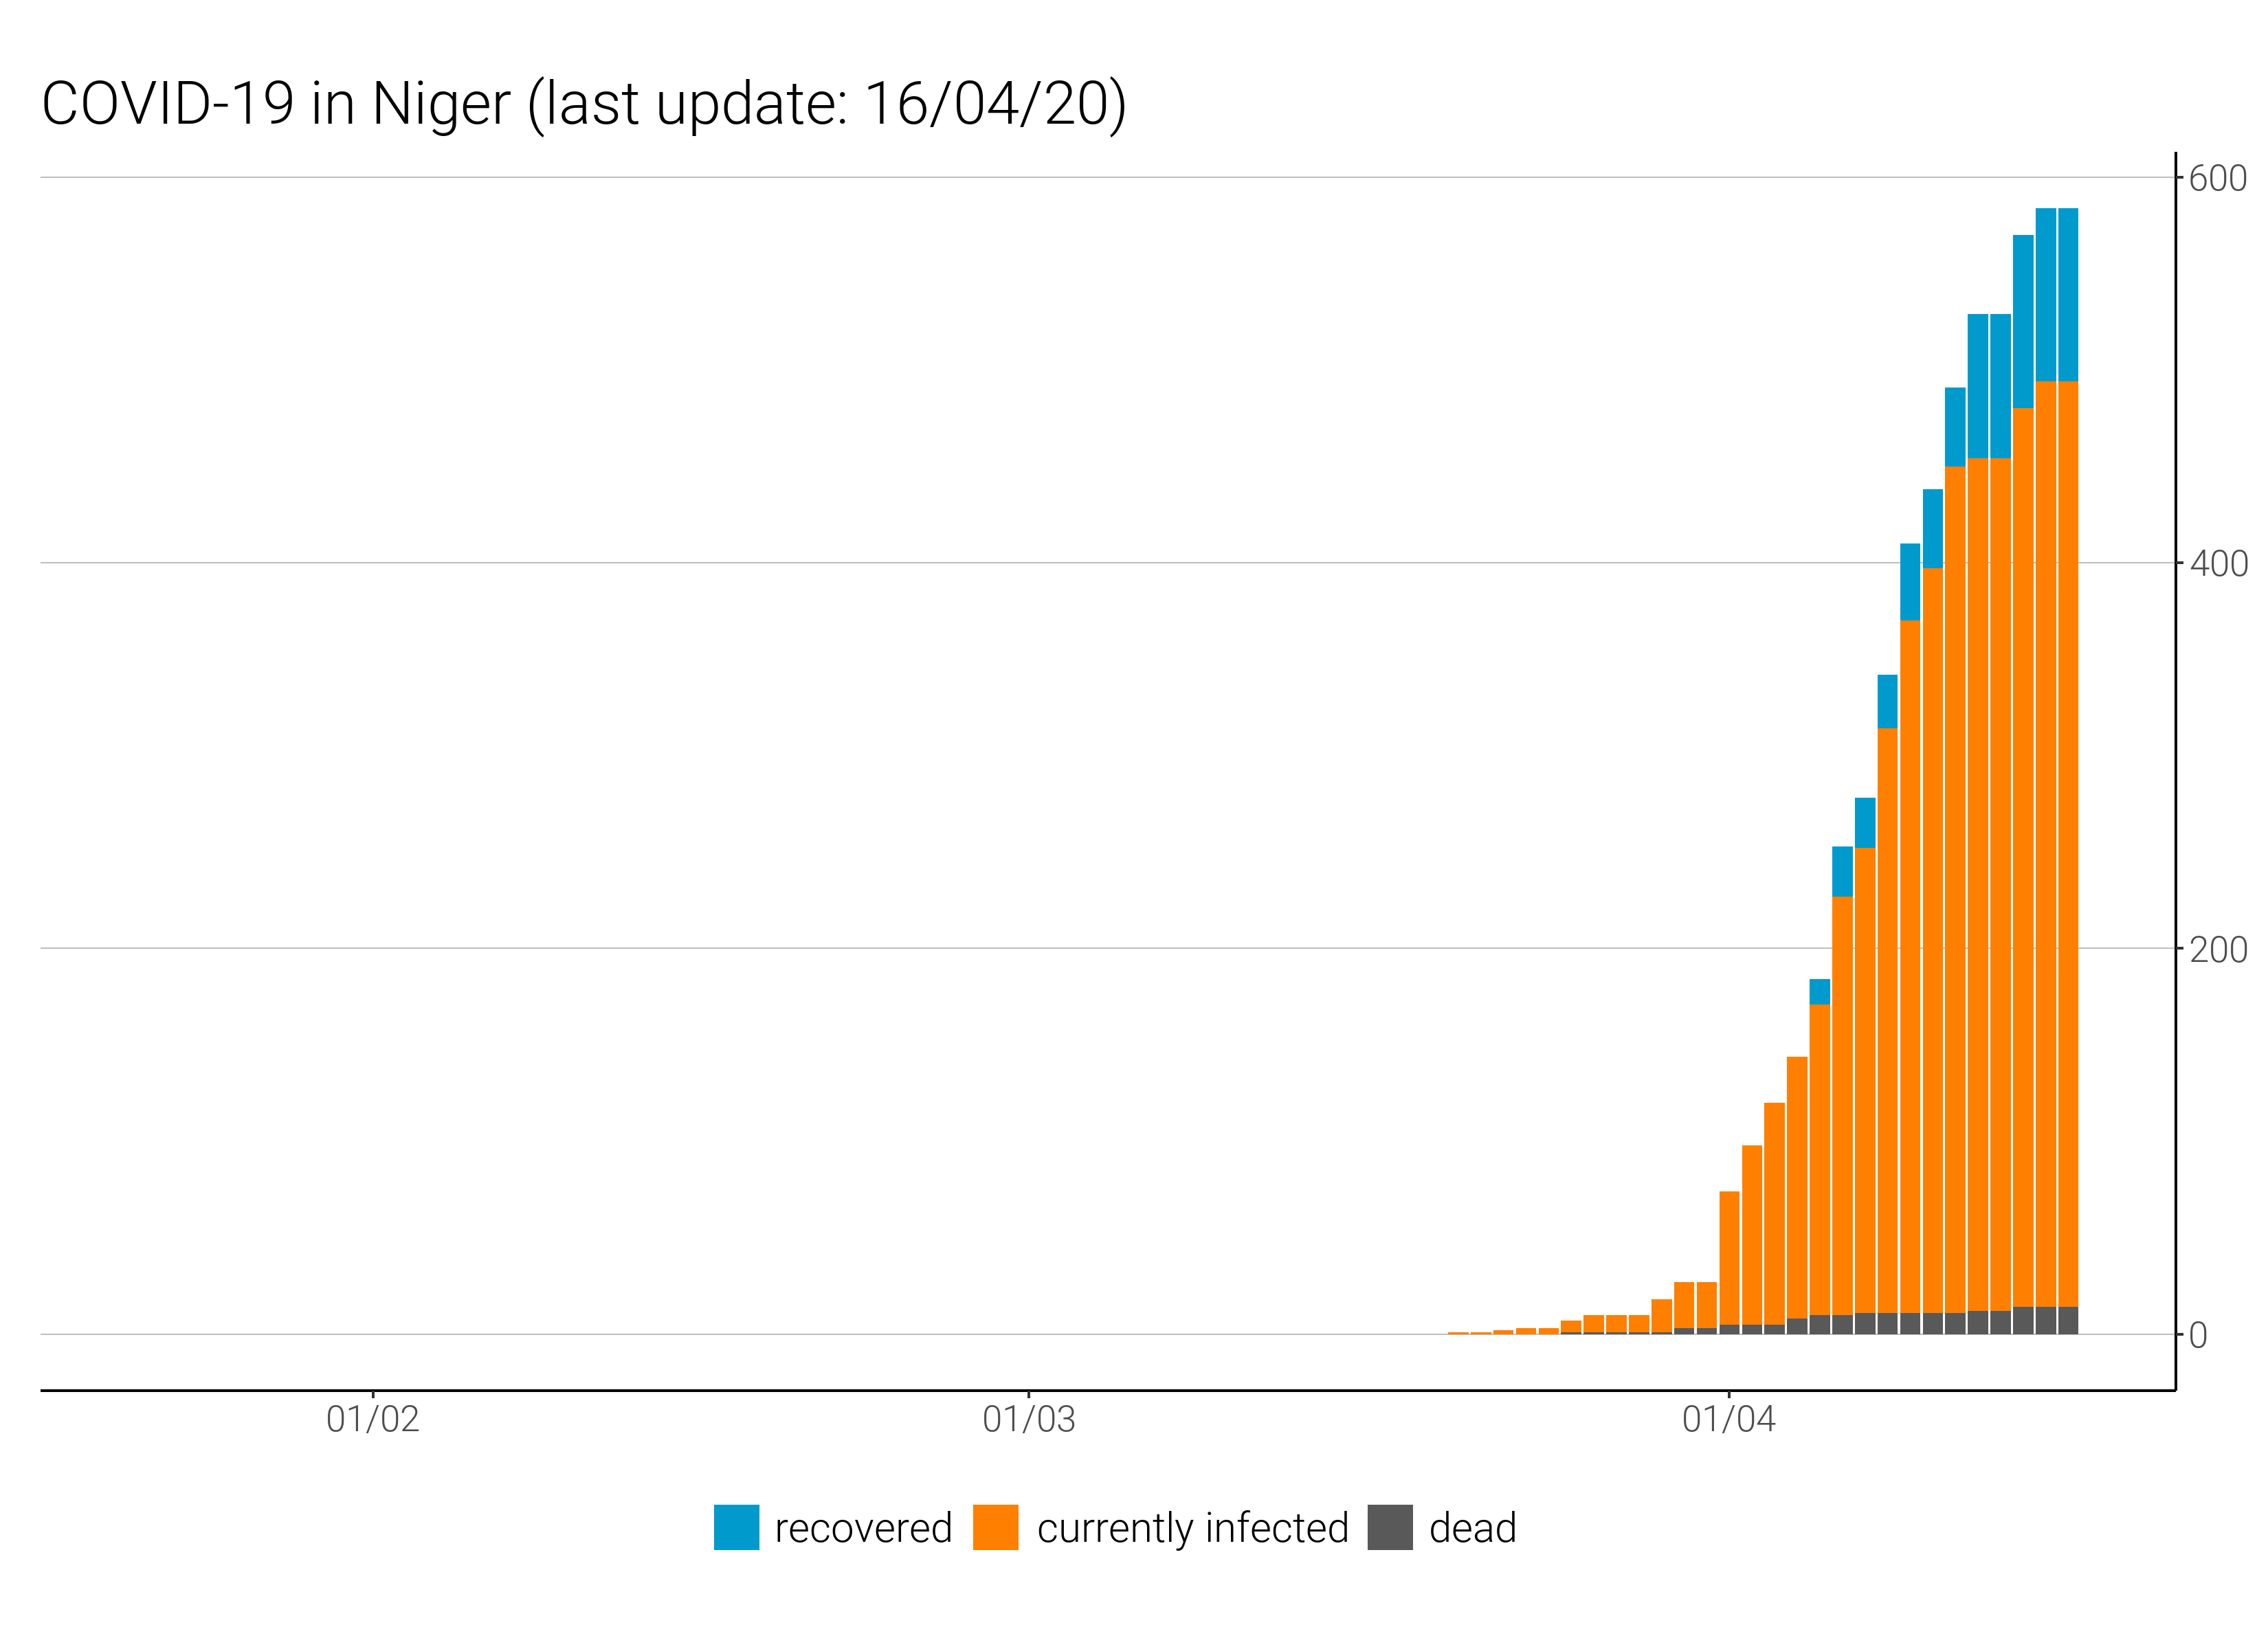 COVID-19 in Niger (last update: 16/04/20)
600
400
200
0
01/02 01/03 01/04
recovered currently infected dead